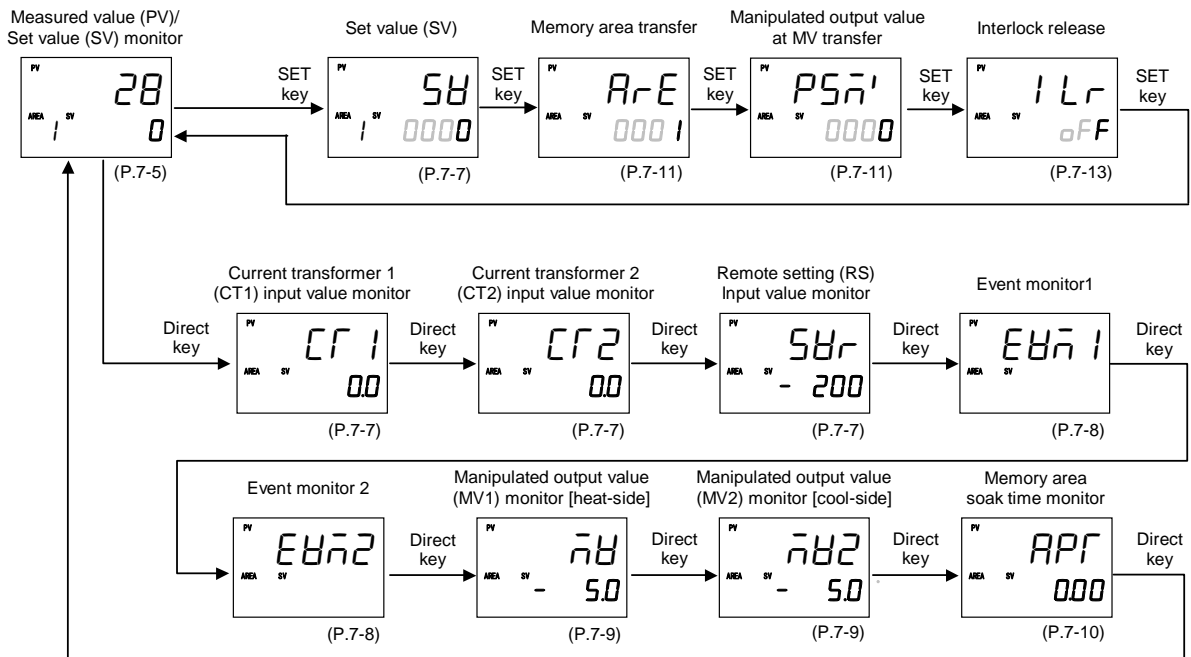 Measured value (PV)/
Set value (SV) monitor
Set value (SV)
Memory area transfer
Manipulated output value
at MV transfer
Interlock release
PV
28
AREA SV
1 0
SET
key
PV
SV
AREA SV
1 0000
SET
key
PV
ArE
AREA SV
0001
SET
key
PV
PSM'
AREA SV
0000
SET
key
PV
ILr
AREA SV
oFF
SET
key
(P.7-5)
(P.7-7)
(P.7-11)
(P.7-11)
(P.7-13)
Current transformer 1
(CT1) input value monitor
Current transformer 2
(CT2) input value monitor
Remote setting (RS)
Input value monitor
Event monitor1
Direct
key
PV
CT1
AREA SV
0.0
Direct
key
PV
CT2
AREA SV
0.0
Direct
key
PV
SVr
AREA SV
- 200
Direct
key
PV
EVM1
AREA SV
Direct
key
(P.7-7)
(P.7-7)
(P.7-7)
(P.7-8)
Event monitor 2
Manipulated output value
(MV1) monitor [heat-side]
Manipulated output value
(MV2) monitor [cool-side]
Memory area
soak time monitor
PV
EVM2
AREA SV
Direct
key
PV
MV
AREA SV
- 5.0
Direct
key
PV
MV2
AREA SV
- 5.0
Direct
key
PV
APT
AREA SV
0.00
Direct
key
(P.7-8)
(P.7-9)
(P.7-9)
(P.7-10)